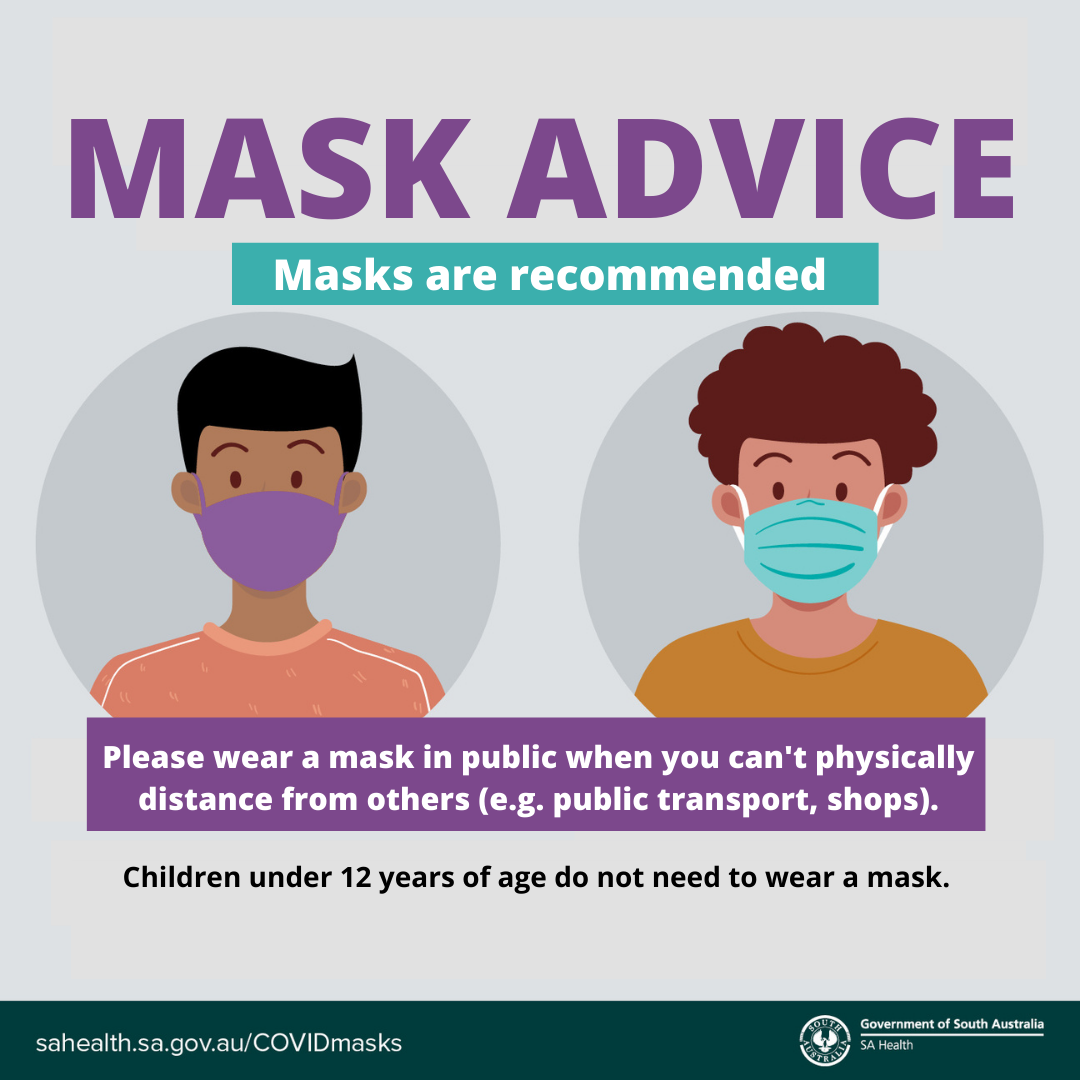 MASK ADVICE
Masks are recommended
Please wear a mask in public when you can't physically
distance from others (e.g. public transport, shops).
Children under 12 years of age do not need to wear a mask.
sahealth.sa.gov.au/COVIDmasks
SOUTH AUSTRALIA
Government of South Australia
SA Health